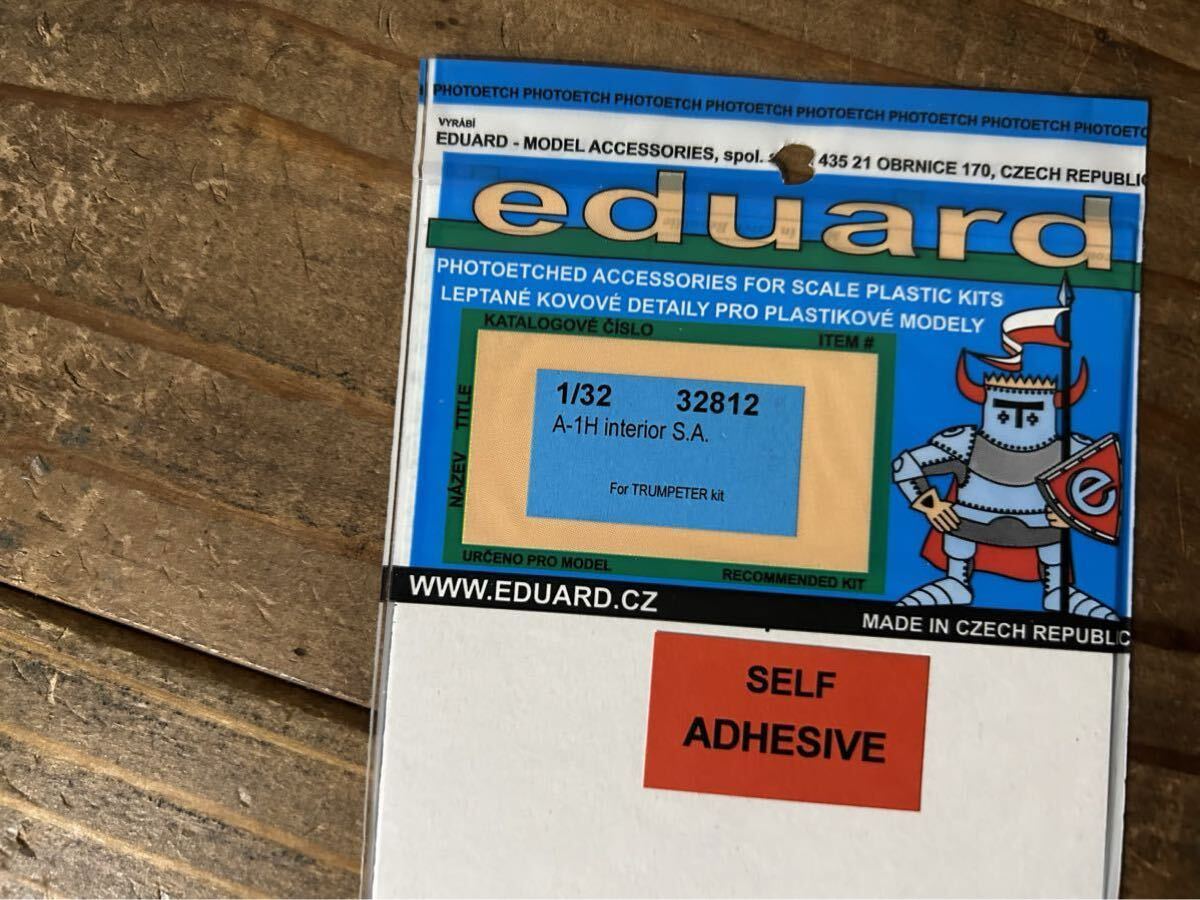 PHOTOETCH PHOTOETCH PHOTOETCH PHOTOETCH PHOTOETCH PHOTOETCH PHOTOETCH PHOTOETC
VYRÁBÍ
EDUARD - MODEL ACCESSORIES, spol. 435 21 OBRNICE 170, CZECH REPUBLIC
eduard
PHOTOETCHED ACCESSORIES FOR SCALE PLASTIC KITS
LEPTANÉ KOVOVÉ DETAILY PRO PLASTIKOVÉ MODELY
KATALOGOVÉ ČÍSLO ITEM #
NÁZEV TITLE
1/32 32812
A-1H interior S.A.
For TRUMPETER kit
e
URČENO PRO MODEL RECOMMENDED KIT
WWW.EDUARD.CZ
MADE IN CZECH REPUBLIC
SELF
ADHESIVE